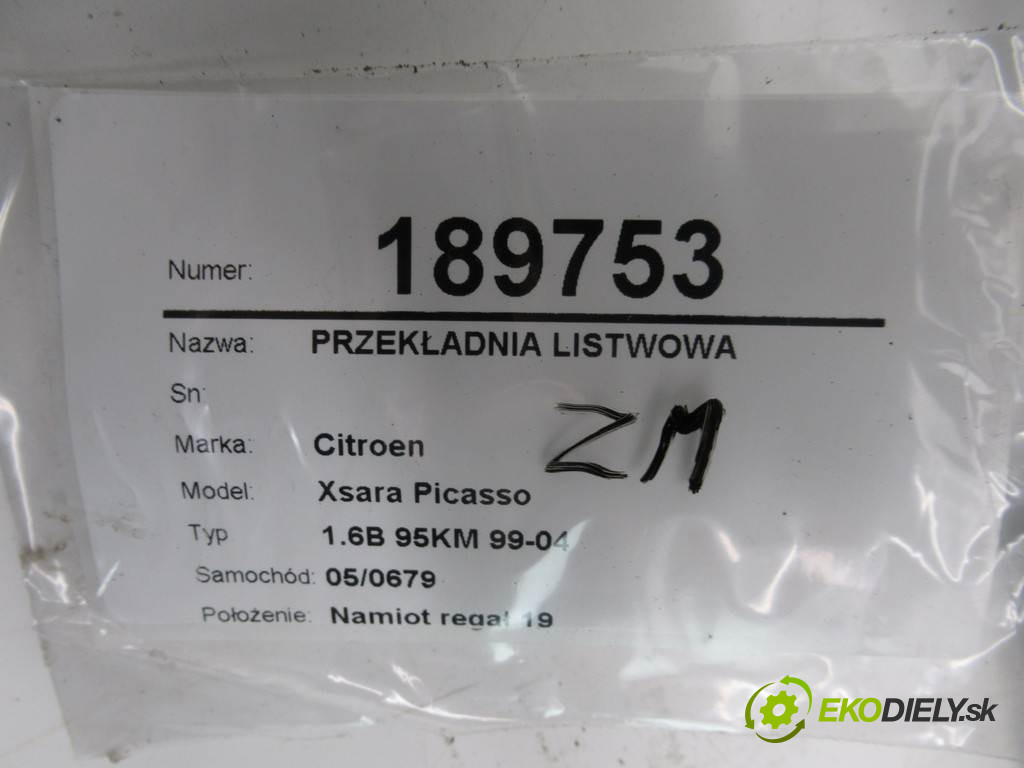 Numer: 189753
Nazwa: PRZEKŁADNIA LISTWOWA
Sn:
ZM
Marka: Citroen
Model: Xsara Picasso
Typ 1.6B 95KM 99-04
Samochód: 05/0679
Położenie: Namiot regał 19
EKODIELY.sk